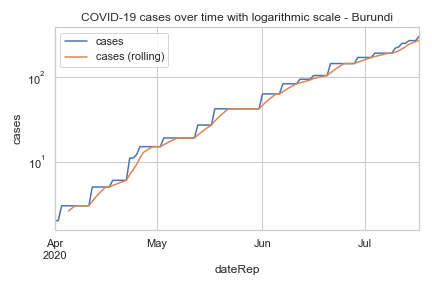 COVID-19 cases over time with logarithmic scale - Burundi
cases
cases (rolling)
10²
10¹
cases
Apr
2020
May
Jun
Jul
dateRep